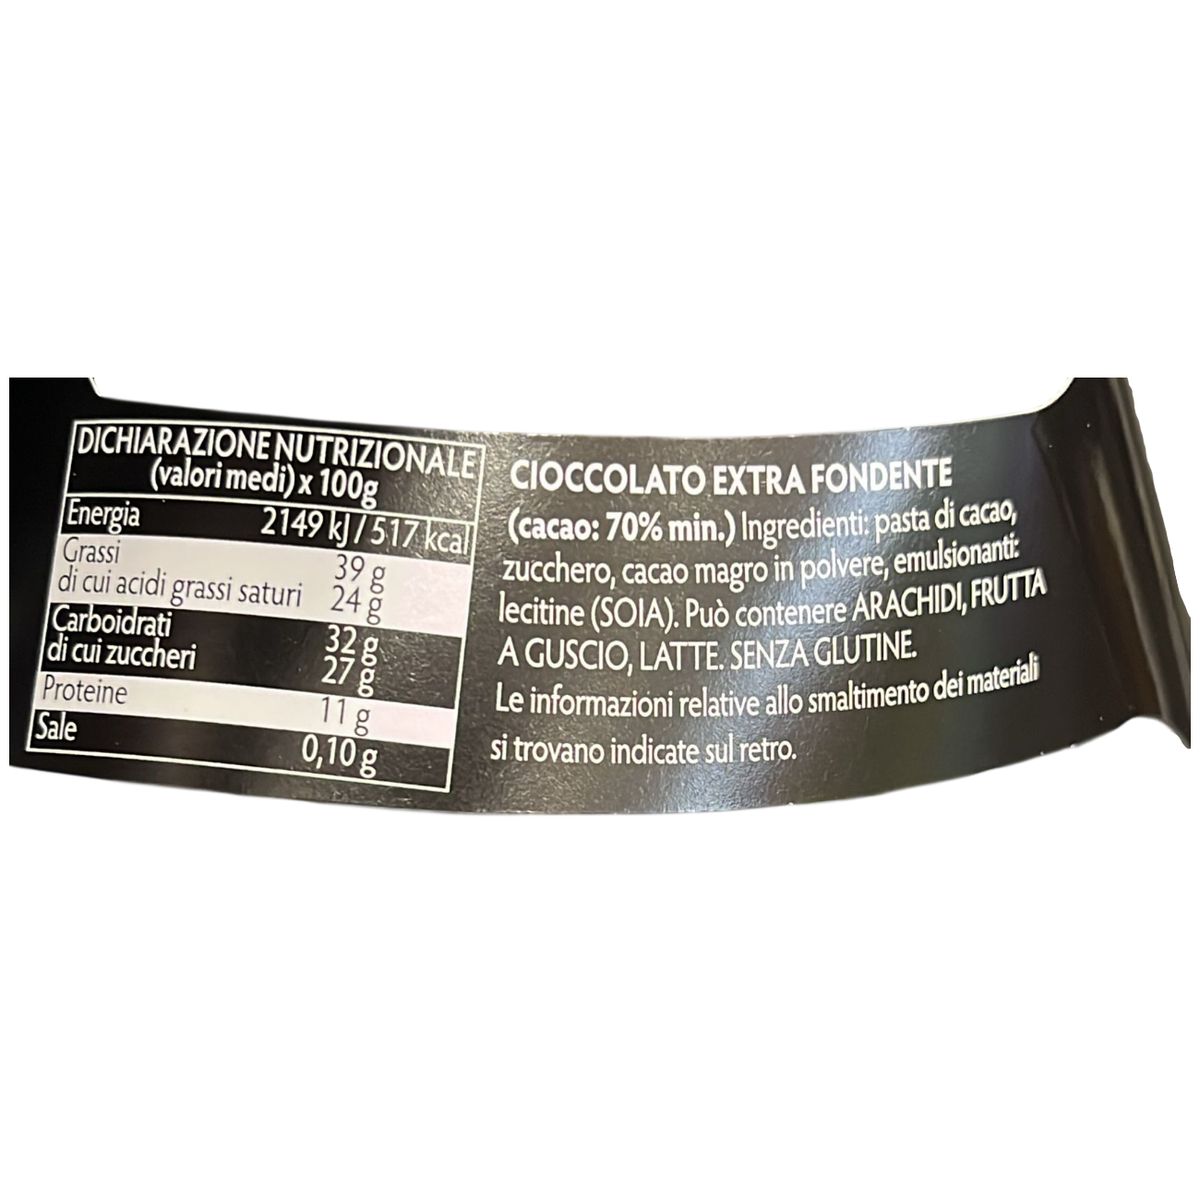 DICHIARAZIONE NUTRIZIONALE
(valori medi) x 100g
Energia 2149 kJ / 517 kcal
Grassi 39 g
di cui acidi grassi saturi 24 g
Carboidrati 32 g
di cui zuccheri 27 g
Proteine 11 g
Sale 0,10 g
CIOCCOLATO EXTRA FONDENTE
(cacao: 70% min.) Ingredienti: pasta di cacao,
zucchero, cacao magro in polvere, emulsionanti:
lecitine (SOIA). Può contenere ARACHIDI, FRUTTA
A GUSCIO, LATTE. SENZA GLUTINE.
Le informazioni relative allo smaltimento dei materiali
si trovano indicate sul retro.